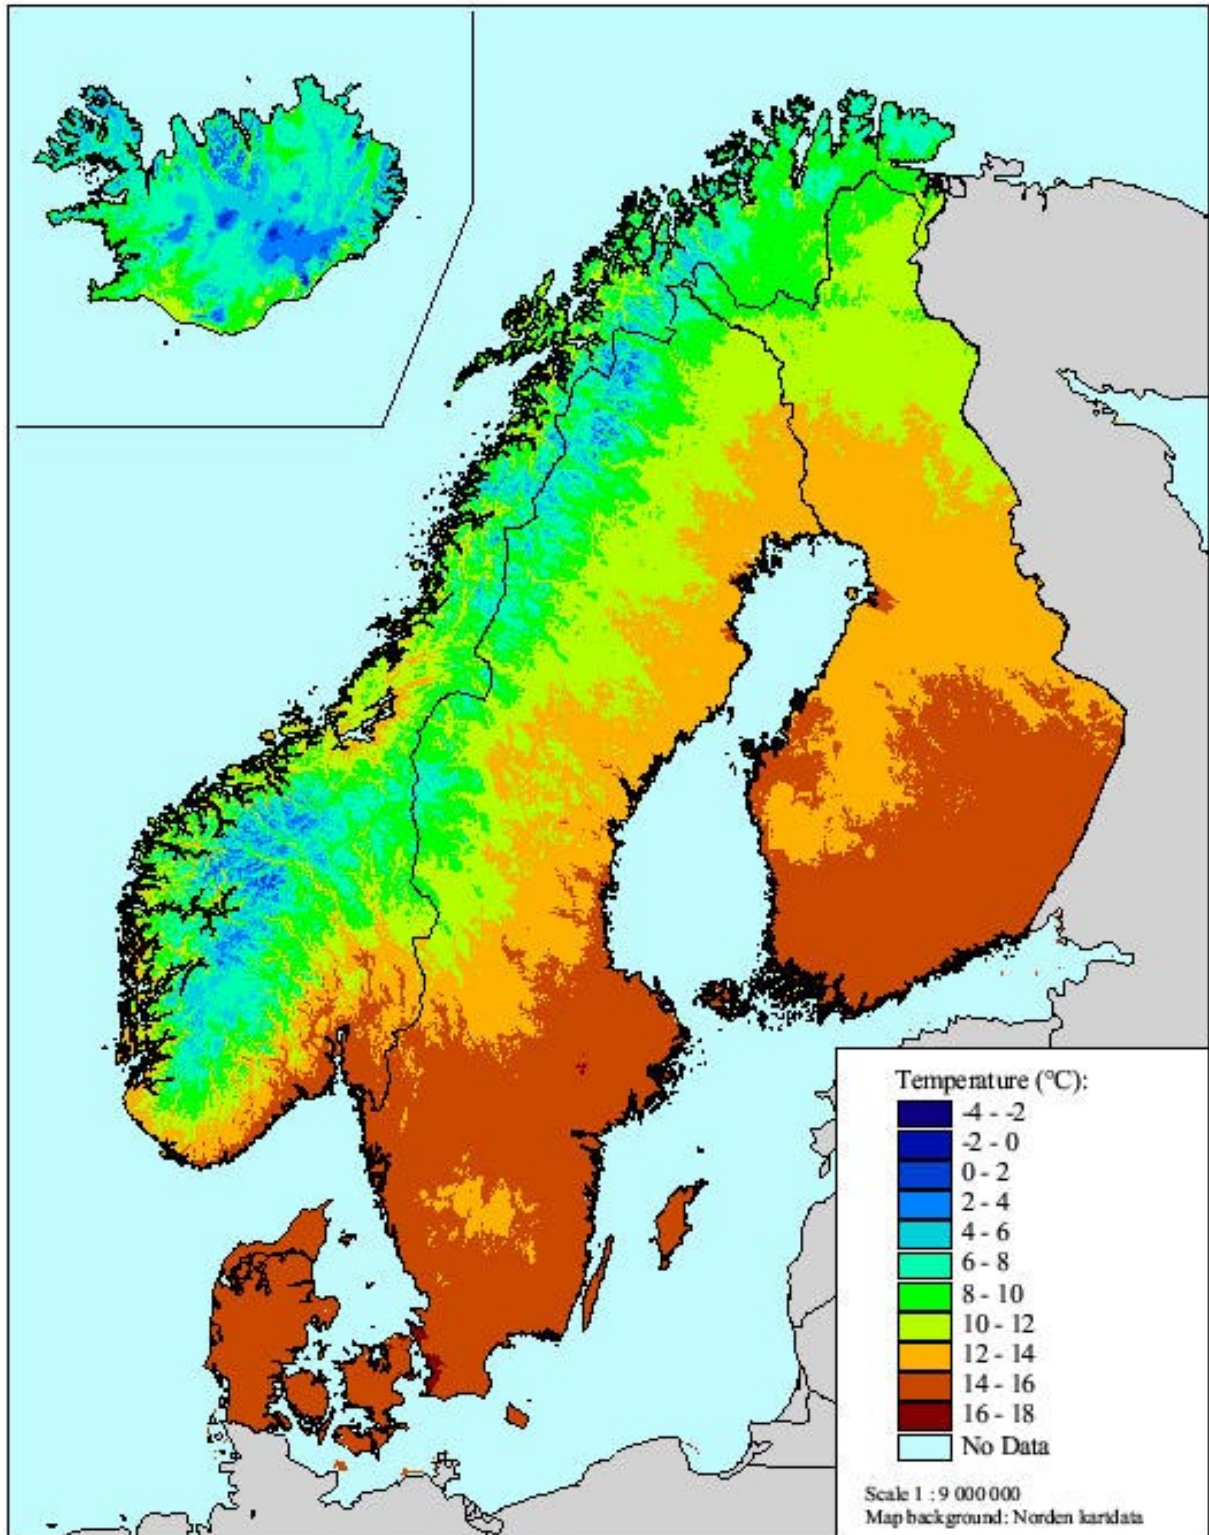 Temperature (°C):
-4 - -2
-2 - 0
0 - 2
2 - 4
4 - 6
6 - 8
8 - 10
10 - 12
12 - 14
14 - 16
16 - 18
No Data
Scale 1 : 9 000 000
Map background: Norden kartdata